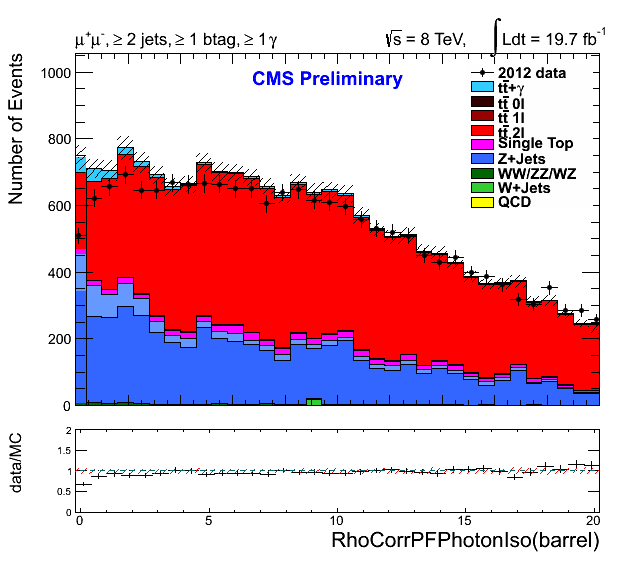 μ⁺μ⁻, ≥ 2 jets, ≥ 1 btag, ≥ 1 γ
√s = 8 TeV, ∫ Ldt = 19.7 fb⁻¹
CMS Preliminary
2012 data
tt̄+γ
tt̄ 0l
tt̄ 1l
tt̄ 2l
Single Top
Z+Jets
WW/ZZ/WZ
W+Jets
QCD
Number of Events
1000
800
600
400
200
0
data/MC
2
1.5
1
0.5
0
0 5 10 15 20
RhoCorrPFPhotonIso(barrel)